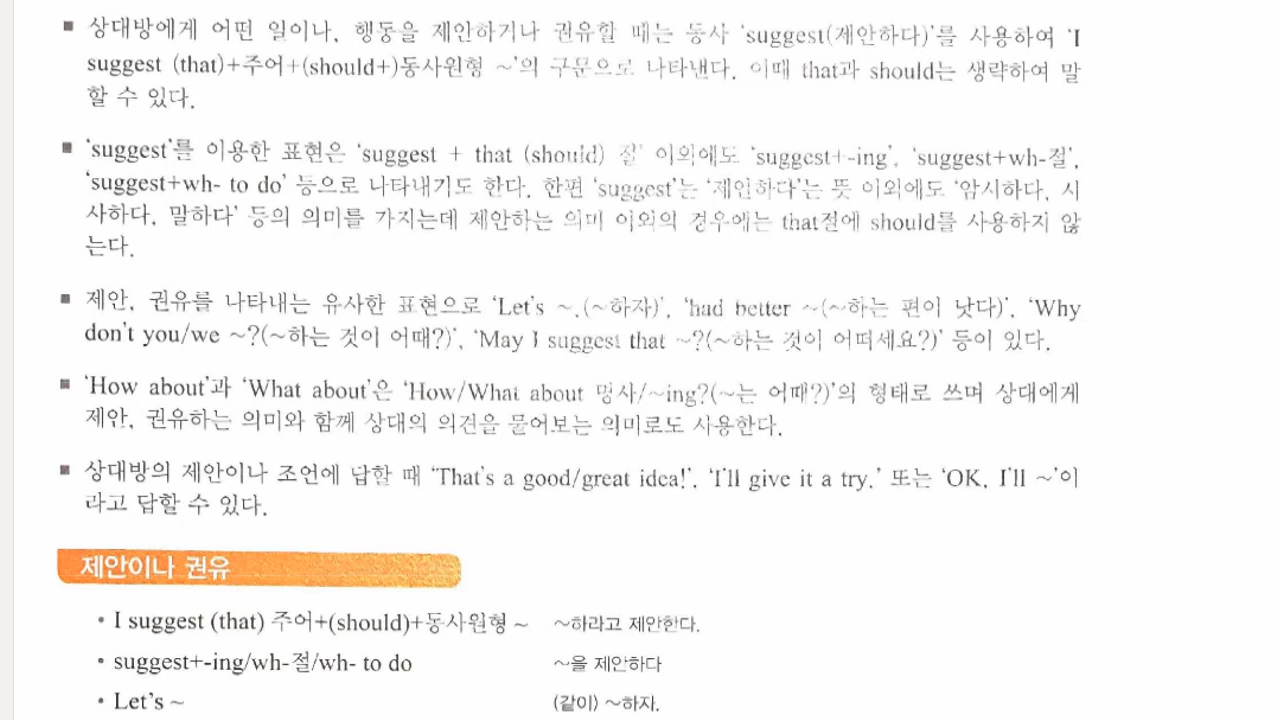 ▪ 상대방에게 어떤 일이나, 행동을 제안하거나 권유할 때는 동사 ‘suggest(제안하다)’를 사용하여 ‘I
suggest (that)+주어+(should+)동사원형 ~’의 구문으로 나타낸다. 이때 that과 should는 생략하여 말
할 수 있다.
▪ ‘suggest’를 이용한 표현은 ‘suggest + that (should) 절’ 이외에도 ‘suggest+-ing’, ‘suggest+wh-절’,
‘suggest+wh- to do’ 등으로 나타내기도 한다. 한편 ‘suggest’는 ‘제안하다’는 뜻 이외에도 ‘암시하다, 시
사하다, 말하다’ 등의 의미를 가지는데 제안하는 의미 이외의 경우에는 that절에 should를 사용하지 않
는다.
▪ 제안, 권유를 나타내는 유사한 표현으로 ‘Let’s ~.(~하자)’, ‘had better ~(~하는 편이 낫다)’, ‘Why
don’t you/we ~?(~하는 것이 어때?)’, ‘May I suggest that ~?(~하는 것이 어떠세요?)’ 등이 있다.
▪ ‘How about’과 ‘What about’은 ‘How/What about 명사/~ing?(~는 어때?)’의 형태로 쓰며 상대에게
제안, 권유하는 의미와 함께 상대의 의견을 물어보는 의미로도 사용한다.
▪ 상대방의 제안이나 조언에 답할 때 ‘That’s a good/great idea!’, ‘I’ll give it a try.’ 또는 ‘OK, I’ll ~’이
라고 답할 수 있다.
제안이나 권유
• I suggest (that) 주어+(should)+동사원형 ~ ~하라고 제안한다.
• suggest+-ing/wh-절/wh- to do ~을 제안하다
• Let’s ~ (같이) ~하자.